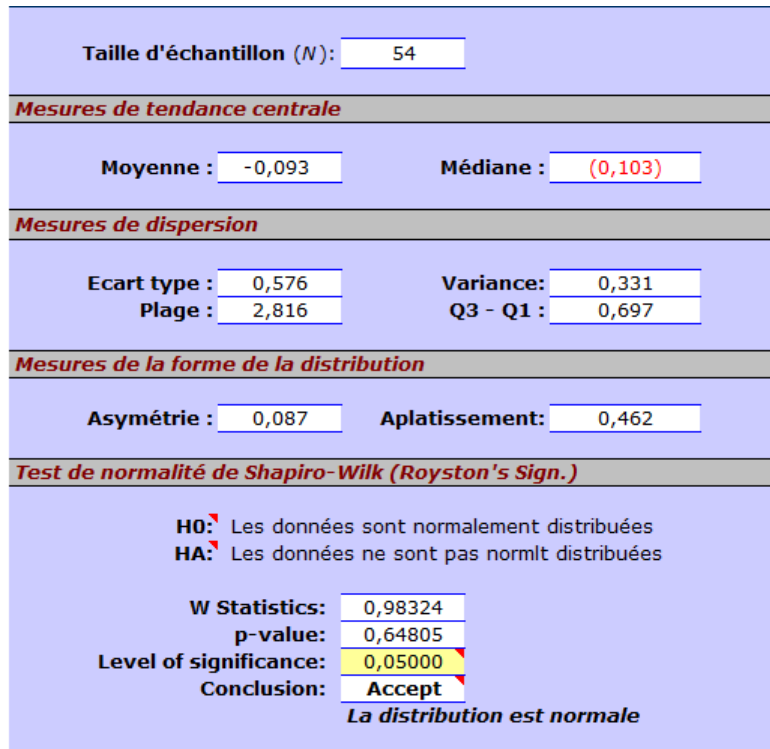 Taille d'échantillon (N): 54
Mesures de tendance centrale
Moyenne : -0,093 Médiane : (0,103)
Mesures de dispersion
Ecart type : 0,576 Variance: 0,331
Plage : 2,816 Q3 - Q1 : 0,697
Mesures de la forme de la distribution
Asymétrie : 0,087 Aplatissement: 0,462
Test de normalité de Shapiro-Wilk (Royston's Sign.)
H0: Les données sont normalement distribuées
HA: Les données ne sont pas normlt distribuées
W Statistics: 0,98324
p-value: 0,64805
Level of significance: 0,05000
Conclusion: Accept
La distribution est normale